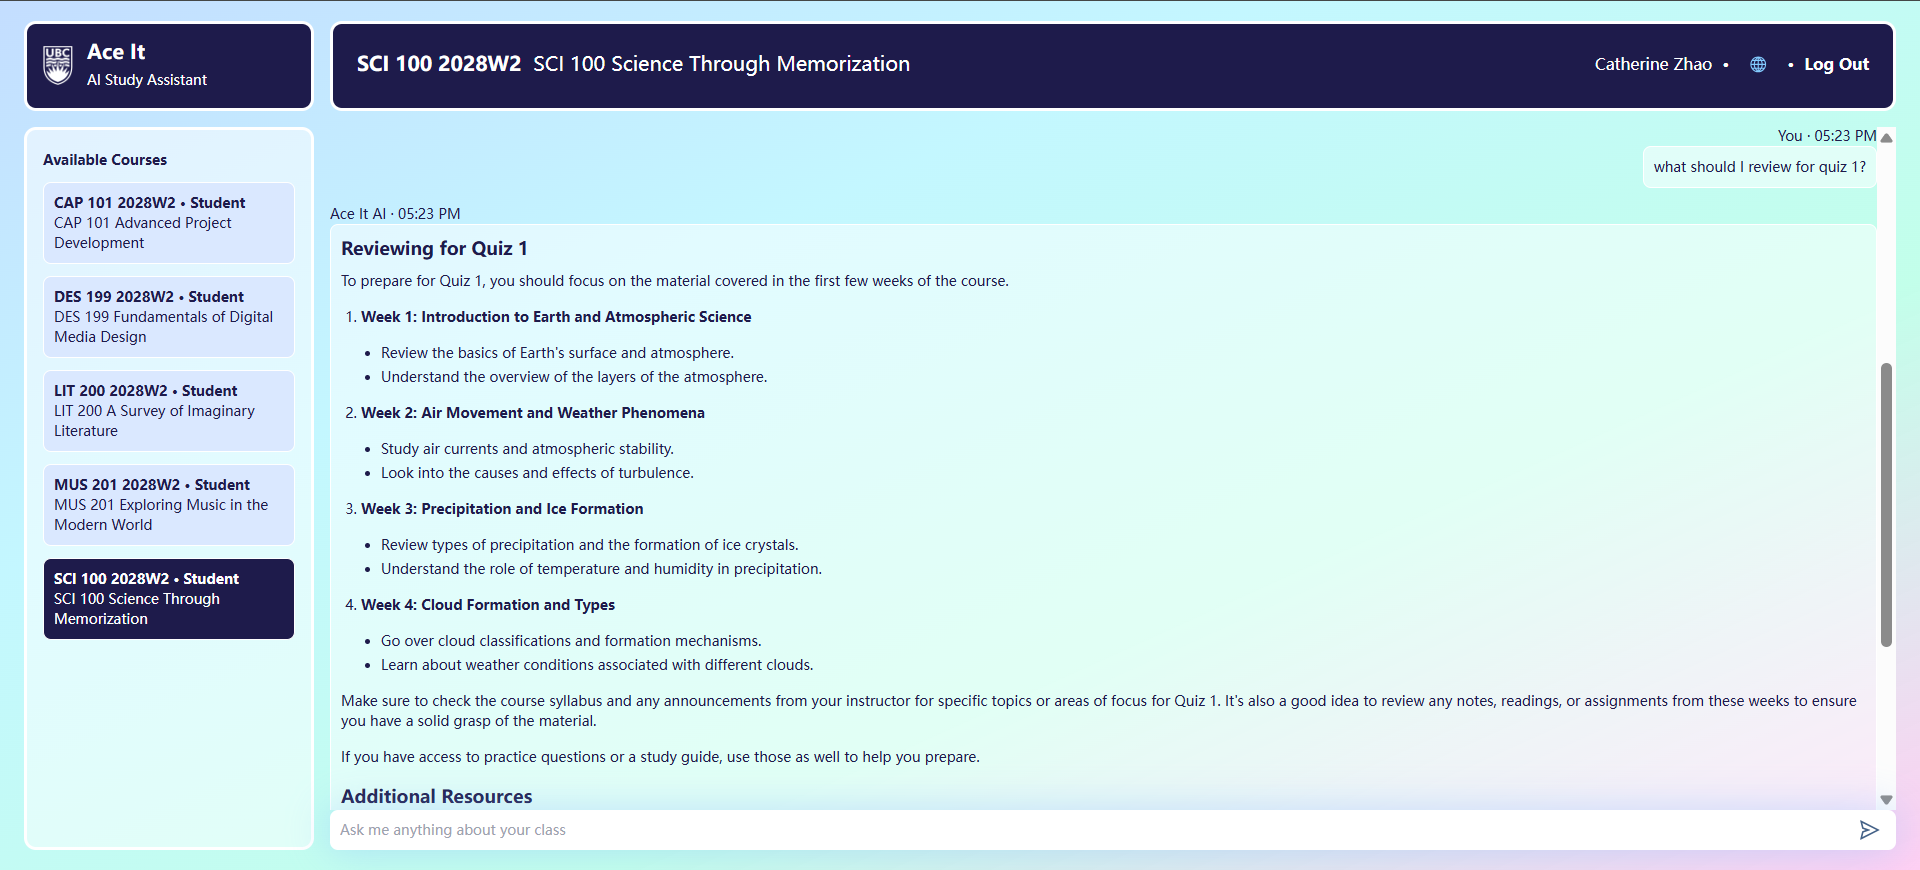 UBC
Ace It
AI Study Assistant
SCI 100 2028W2 SCI 100 Science Through Memorization
Catherine Zhao • • Log Out
Available Courses
CAP 101 2028W2 • Student
CAP 101 Advanced Project
Development
DES 199 2028W2 • Student
DES 199 Fundamentals of Digital
Media Design
LIT 200 2028W2 • Student
LIT 200 A Survey of Imaginary
Literature
MUS 201 2028W2 • Student
MUS 201 Exploring Music in the
Modern World
SCI 100 2028W2 • Student
SCI 100 Science Through
Memorization
You · 05:23 PM
what should I review for quiz 1?
Ace It AI · 05:23 PM
Reviewing for Quiz 1
To prepare for Quiz 1, you should focus on the material covered in the first few weeks of the course.
1. Week 1: Introduction to Earth and Atmospheric Science
• Review the basics of Earth's surface and atmosphere.
• Understand the overview of the layers of the atmosphere.
2. Week 2: Air Movement and Weather Phenomena
• Study air currents and atmospheric stability.
• Look into the causes and effects of turbulence.
3. Week 3: Precipitation and Ice Formation
• Review types of precipitation and the formation of ice crystals.
• Understand the role of temperature and humidity in precipitation.
4. Week 4: Cloud Formation and Types
• Go over cloud classifications and formation mechanisms.
• Learn about weather conditions associated with different clouds.
Make sure to check the course syllabus and any announcements from your instructor for specific topics or areas of focus for Quiz 1. It's also a good idea to review any notes, readings, or assignments from these weeks to ensure
you have a solid grasp of the material.
If you have access to practice questions or a study guide, use those as well to help you prepare.
Additional Resources
Ask me anything about your class